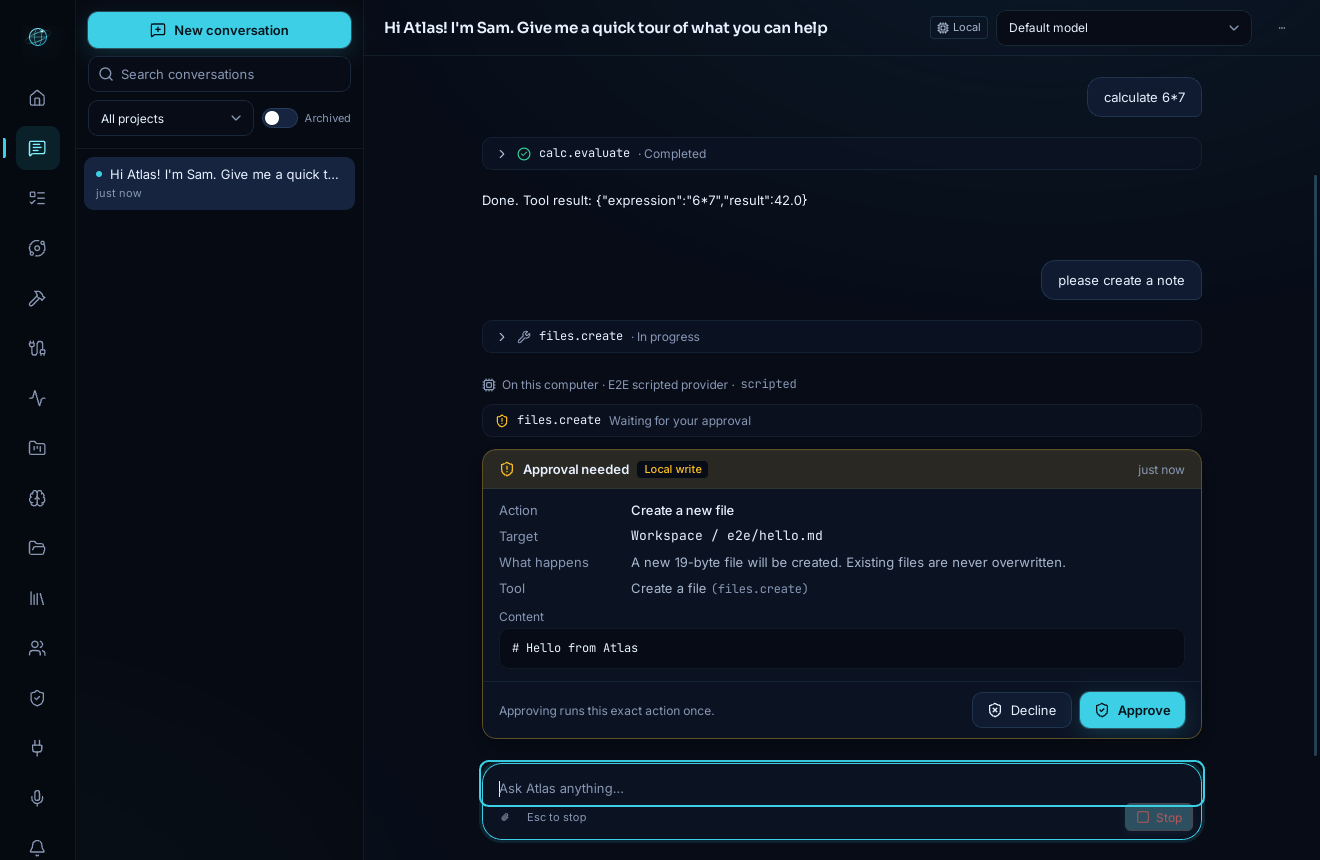 New conversation
Search conversations
All projects
Archived
Hi Atlas! I'm Sam. Give me a quick t...
just now
Hi Atlas! I'm Sam. Give me a quick tour of what you can help
Local
Default model
calculate 6*7
calc.evaluate · Completed
Done. Tool result: {"expression":"6*7","result":42.0}
please create a note
files.create · In progress
On this computer · E2E scripted provider · scripted
files.create Waiting for your approval
Approval needed Local write just now
Action Create a new file
Target Workspace / e2e/hello.md
What happens A new 19-byte file will be created. Existing files are never overwritten.
Tool Create a file (files.create)
Content
# Hello from Atlas
Approving runs this exact action once.
Decline
Approve
Ask Atlas anything...
Esc to stop
Stop